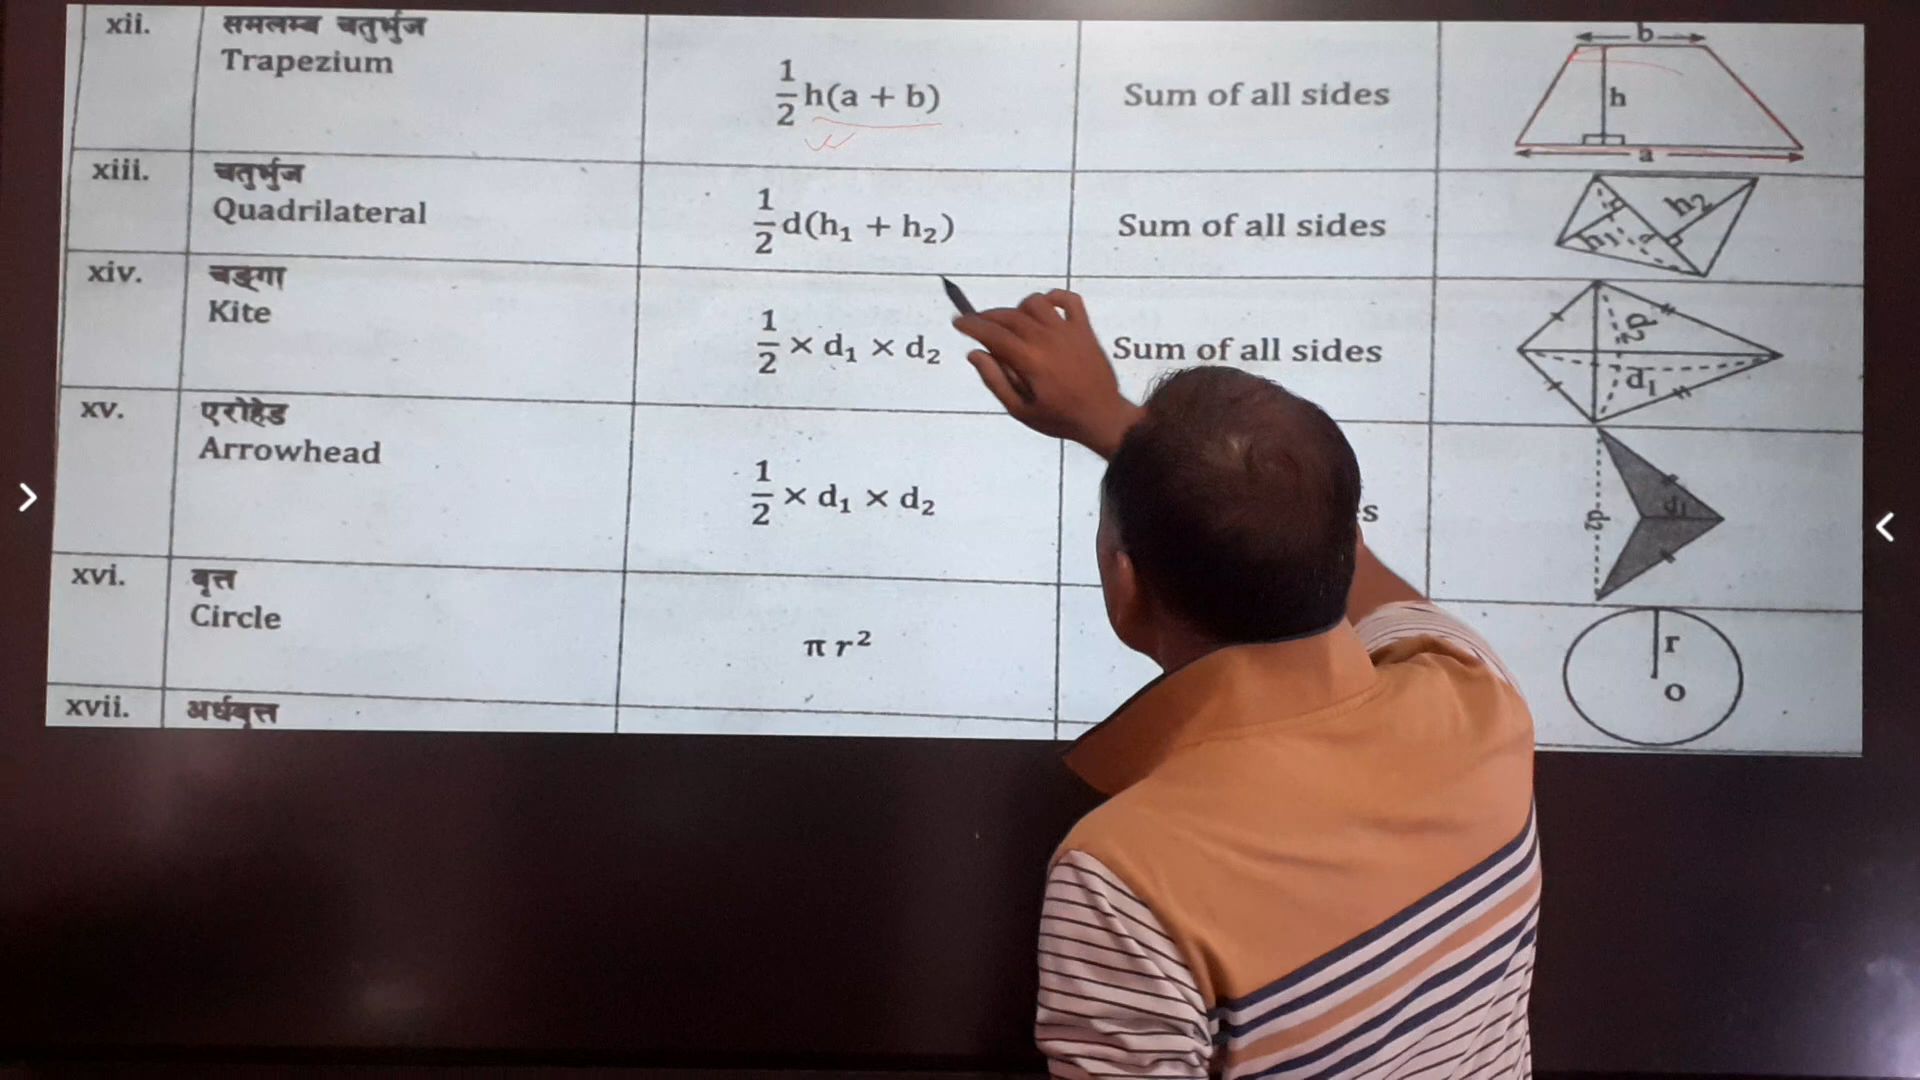 xii.
समलम्ब चतुर्भुज
Trapezium
1/2 h(a + b)
Sum of all sides
b
h
a
xiii.
चतुर्भुज
Quadrilateral
1/2 d(h₁ + h₂)
Sum of all sides
h₂
h₁
xiv.
चङ्गा
Kite
1/2 × d₁ × d₂
Sum of all sides
d₂
d₁
xv.
एरोहेड
Arrowhead
1/2 × d₁ × d₂
s
d₁
d₂
xvi.
वृत्त
Circle
π r²
r
o
xvii.
अर्धवृत्त